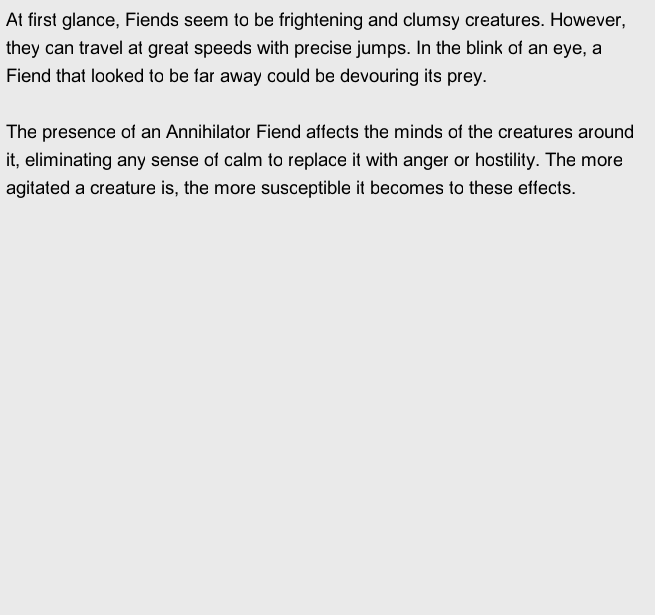 At first glance, Fiends seem to be frightening and clumsy creatures. However,
they can travel at great speeds with precise jumps. In the blink of an eye, a
Fiend that looked to be far away could be devouring its prey.

The presence of an Annihilator Fiend affects the minds of the creatures around
it, eliminating any sense of calm to replace it with anger or hostility. The more
agitated a creature is, the more susceptible it becomes to these effects.